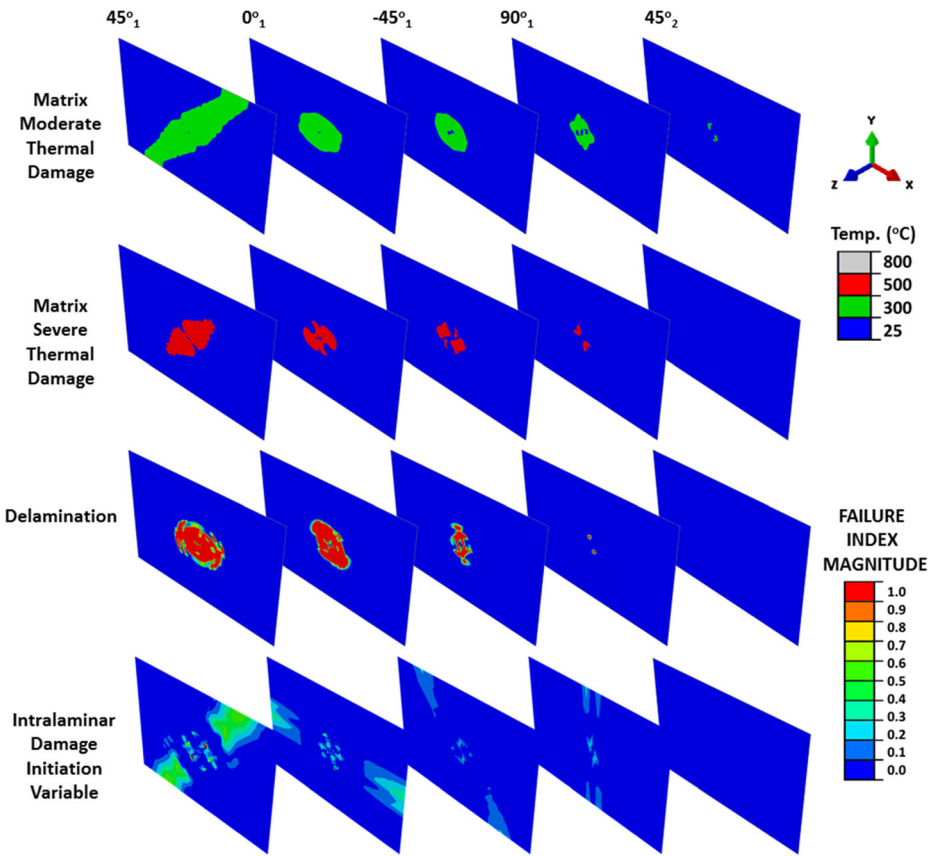 45°₁ 0°₁ -45°₁ 90°₁ 45°₂
Matrix
Moderate
Thermal
Damage
Y
Z X
Temp. (°C)
800
500
300
25
Matrix
Severe
Thermal
Damage
Delamination
FAILURE
INDEX
MAGNITUDE
1.0
0.9
0.8
0.7
0.6
0.5
0.4
0.3
0.2
0.1
0.0
Intralaminar
Damage
Initiation
Variable